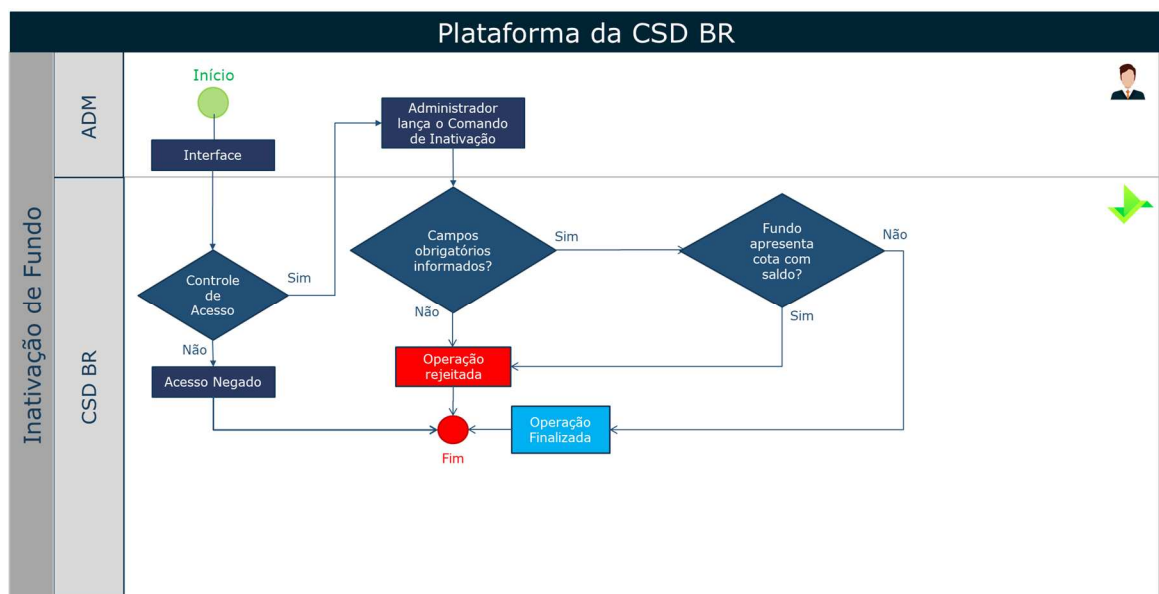 Plataforma da CSD BR
Inativação de Fundo
ADM
CSD BR
Início
Interface
Administrador
lança o Comando
de Inativação
Controle
de
Acesso
Sim
Não
Acesso Negado
Campos
obrigatórios
informados?
Sim
Não
Fundo
apresenta
cota com
saldo?
Não
Sim
Operação
rejeitada
Operação
Finalizada
Fim